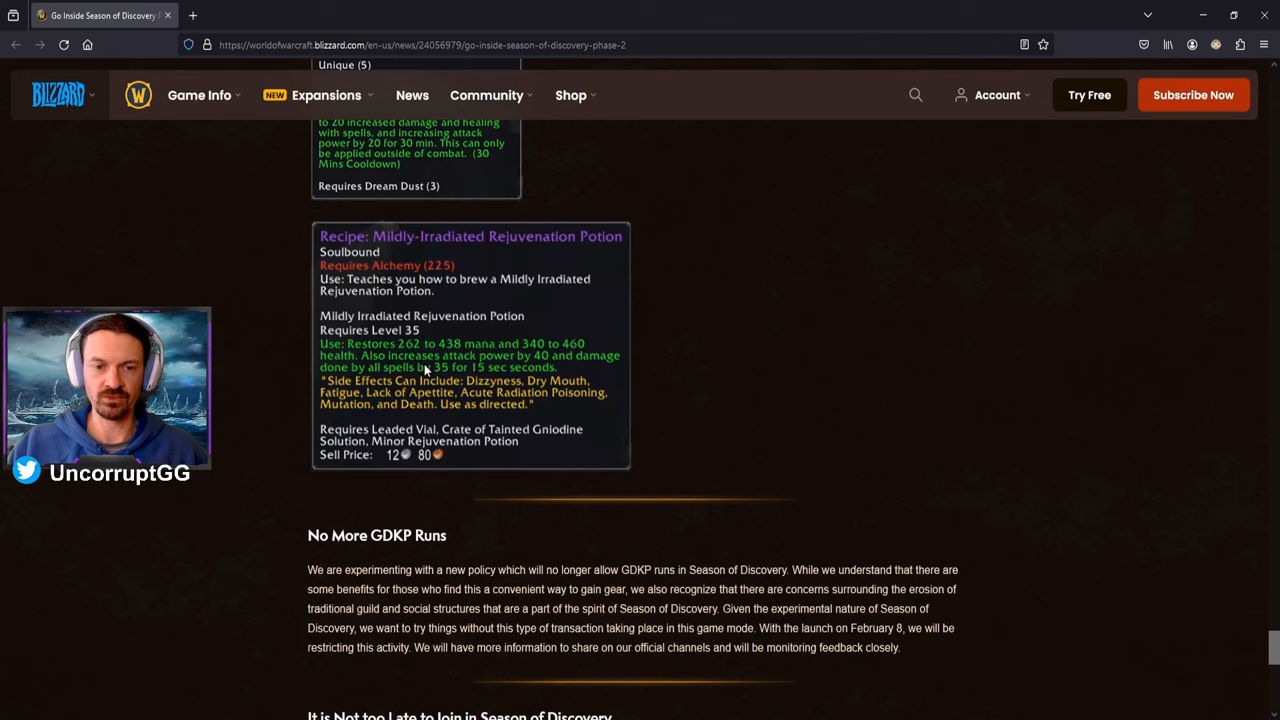 Go Inside Season of Discovery P
https://worldofwarcraft.blizzard.com/en-us/news/24056979/go-inside-season-of-discovery-phase-2
Unique (5)
BLIZZARD
W
Game Info
NEW
Expansions
News
Community
Shop
Account
Try Free
Subscribe Now
to 20 increased damage and healing
with spells, and increasing attack
power by 20 for 30 min. This can only
be applied outside of combat. (30
Mins Cooldown)
Requires Dream Dust (3)
Recipe: Mildly-Irradiated Rejuvenation Potion
Soulbound
Requires Alchemy (225)
Use: Teaches you how to brew a Mildly Irradiated
Rejuvenation Potion.
Mildly Irradiated Rejuvenation Potion
Requires Level 35
Use: Restores 262 to 438 mana and 340 to 460
health. Also increases attack power by 40 and damage
done by all spells by 35 for 15 sec seconds.
"Side Effects Can Include: Dizzyness, Dry Mouth,
Fatigue, Lack of Apettite, Acute Radiation Poisoning,
Mutation, and Death. Use as directed."
Requires Leaded Vial, Crate of Tainted Gniodine
Solution, Minor Rejuvenation Potion
Sell Price: 12 80
UncorruptGG
No More GDKP Runs
We are experimenting with a new policy which will no longer allow GDKP runs in Season of Discovery. While we understand that there are
some benefits for those who find this a convenient way to gain gear, we also recognize that there are concerns surrounding the erosion of
traditional guild and social structures that are a part of the spirit of Season of Discovery. Given the experimental nature of Season of
Discovery, we want to try things without this type of transaction taking place in this game mode. With the launch on February 8, we will be
restricting this activity. We will have more information to share on our official channels and will be monitoring feedback closely.
It is Not too Late to Join in Season of Discovery